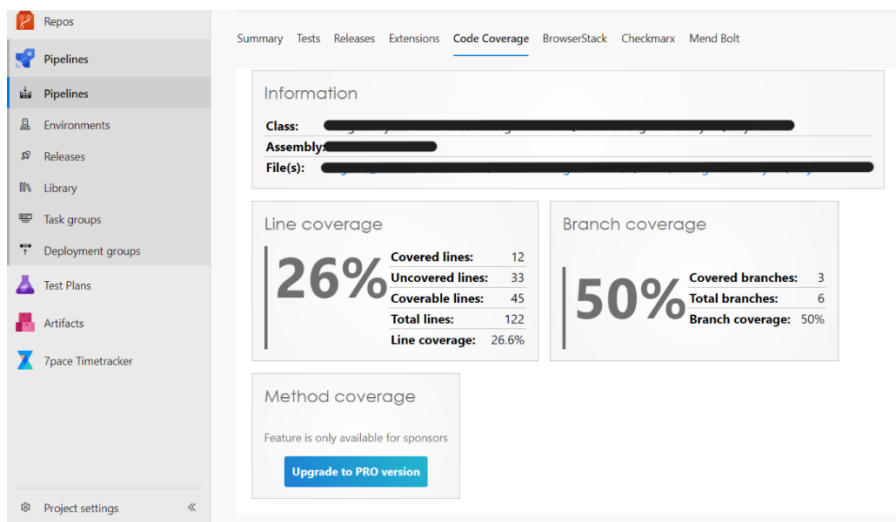 Repos
Pipelines
Pipelines
Environments
Releases
Library
Task groups
Deployment groups
Test Plans
Artifacts
7pace Timetracker
Project settings
Summary Tests Releases Extensions Code Coverage BrowserStack Checkmarx Mend Bolt
Information
Class:
Assembly:
File(s):
Line coverage
26%
Covered lines: 12
Uncovered lines: 33
Coverable lines: 45
Total lines: 122
Line coverage: 26.6%
Branch coverage
50%
Covered branches: 3
Total branches: 6
Branch coverage: 50%
Method coverage
Feature is only available for sponsors
Upgrade to PRO version